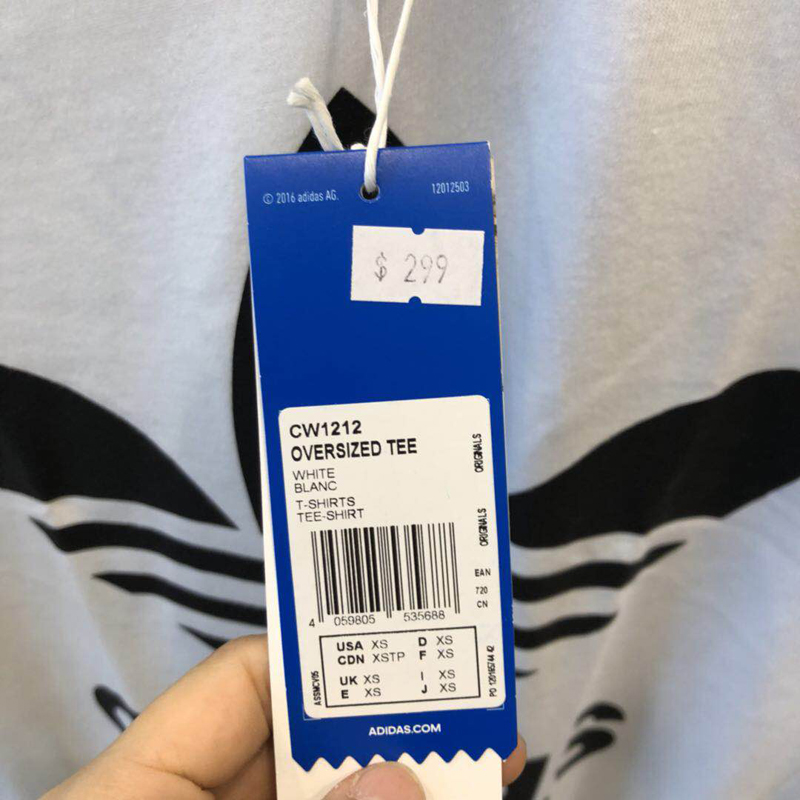 © 2016 adidas AG.
12012503
$ 299
CW1212
OVERSIZED TEE
WHITE
BLANC
T-SHIRTS
TEE-SHIRT
ORIGINALS
ORIGINALS
EAN
720
CN
4 059805 535688
USA XS D XS
CDN XSTP F XS
UK XS I XS
E XS J XS
ASSMCV05
ADIDAS.COM